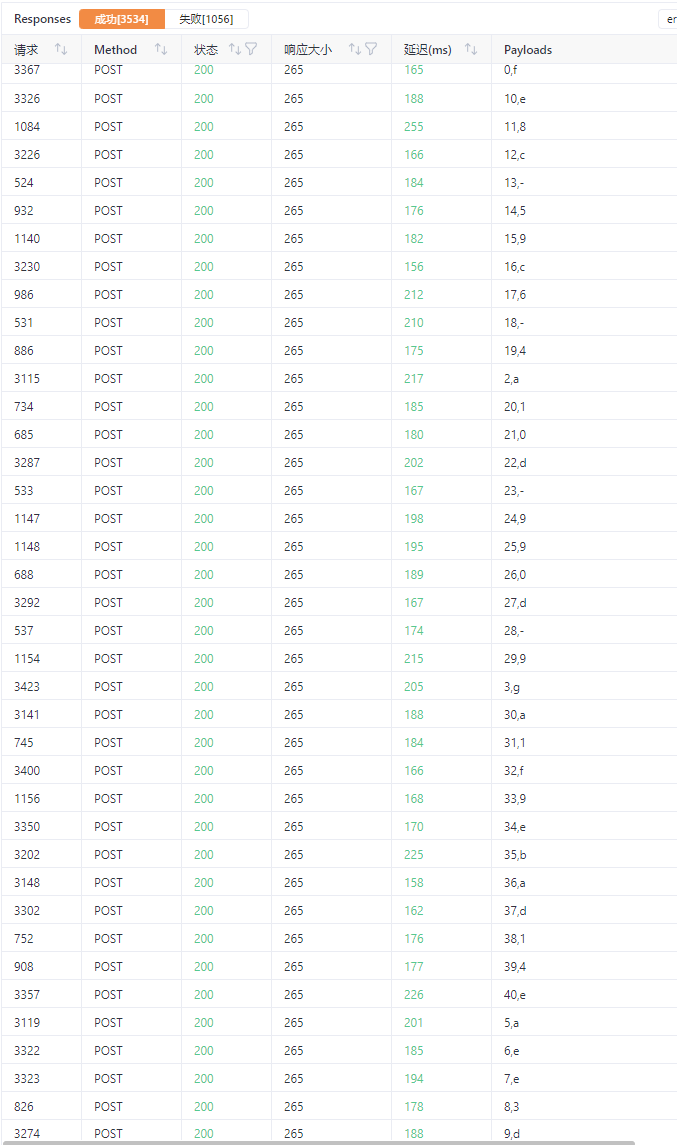 Responses 成功[3534] 失败[1056] er
请求 Method 状态 响应大小 延迟(ms) Payloads
3367 POST 200 265 165 0,f
3326 POST 200 265 188 10,e
1084 POST 200 265 255 11,8
3226 POST 200 265 166 12,c
524 POST 200 265 184 13,-
932 POST 200 265 176 14,5
1140 POST 200 265 182 15,9
3230 POST 200 265 156 16,c
986 POST 200 265 212 17,6
531 POST 200 265 210 18,-
886 POST 200 265 175 19,4
3115 POST 200 265 217 2,a
734 POST 200 265 185 20,1
685 POST 200 265 180 21,0
3287 POST 200 265 202 22,d
533 POST 200 265 167 23,-
1147 POST 200 265 198 24,9
1148 POST 200 265 195 25,9
688 POST 200 265 189 26,0
3292 POST 200 265 167 27,d
537 POST 200 265 174 28,-
1154 POST 200 265 215 29,9
3423 POST 200 265 205 3,g
3141 POST 200 265 188 30,a
745 POST 200 265 184 31,1
3400 POST 200 265 166 32,f
1156 POST 200 265 168 33,9
3350 POST 200 265 170 34,e
3202 POST 200 265 225 35,b
3148 POST 200 265 158 36,a
3302 POST 200 265 162 37,d
752 POST 200 265 176 38,1
908 POST 200 265 177 39,4
3357 POST 200 265 226 40,e
3119 POST 200 265 201 5,a
3322 POST 200 265 185 6,e
3323 POST 200 265 194 7,e
826 POST 200 265 178 8,3
3274 POST 200 265 188 9,d